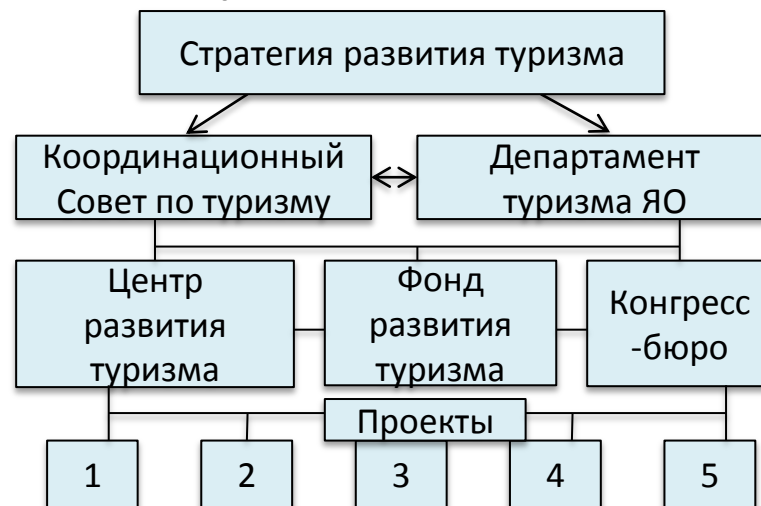 Стратегия развития туризма
Координационный
Совет по туризму
Департамент
туризма ЯО
Центр
развития
туризма
Фонд
развития
туризма
Конгресс
-бюро
Проекты
1
2
3
4
5